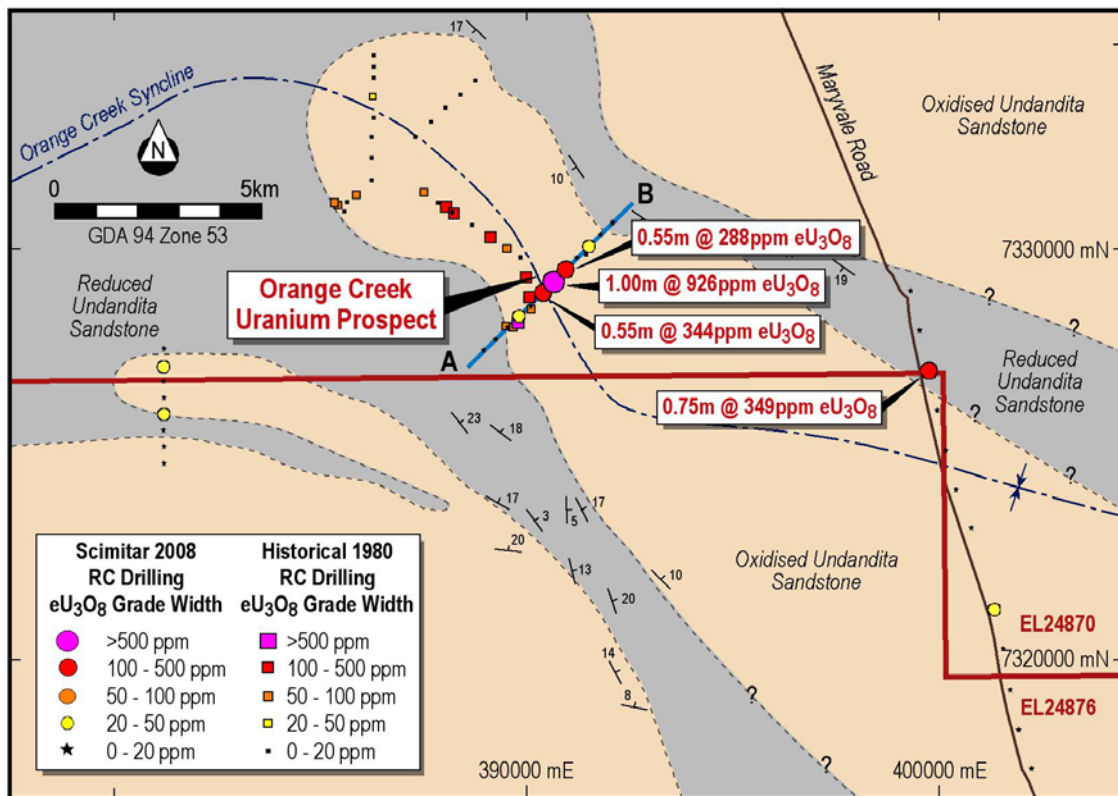 17
Orange Creek Syncline
N
0
5km
GDA 94 Zone 53
10
B
Maryvale Road
Oxidised Undandita
Sandstone
0.55m @ 288ppm eU₃O₈
7330000 mN
19
Reduced
Undandita
Sandstone
Orange Creek
Uranium Prospect
1.00m @ 926ppm eU₃O₈
0.55m @ 344ppm eU₃O₈
?
?
A
0.75m @ 349ppm eU₃O₈
Reduced
Undandita
Sandstone
?
?
23
18
?
?
17
3
5
17
20
13
10
20
14
8
Oxidised Undandita
Sandstone
EL24870
7320000 mN
EL24876
?
?
390000 mE
400000 mE
Scimitar 2008
RC Drilling
eU₃O₈ Grade Width
>500 ppm
100 - 500 ppm
50 - 100 ppm
20 - 50 ppm
0 - 20 ppm
Historical 1980
RC Drilling
eU₃O₈ Grade Width
>500 ppm
100 - 500 ppm
50 - 100 ppm
20 - 50 ppm
0 - 20 ppm